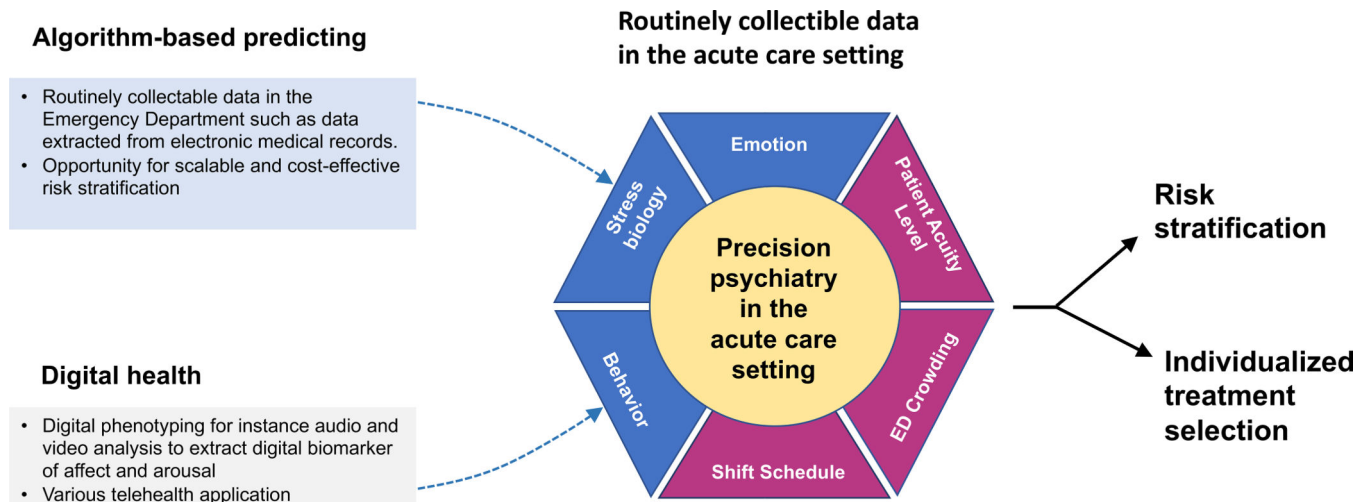 Algorithm-based predicting
• Routinely collectable data in the
Emergency Department such as data
extracted from electronic medical records.
• Opportunity for scalable and cost-effective
risk stratification
Digital health
• Digital phenotyping for instance audio and
video analysis to extract digital biomarker
of affect and arousal
• Various telehealth application
Routinely collectible data
in the acute care setting
Emotion
Patient Acuity
Level
ED Crowding
Shift Schedule
Behavior
Stress
biology
Precision
psychiatry
in the
acute care
setting
Risk
stratification
Individualized
treatment
selection